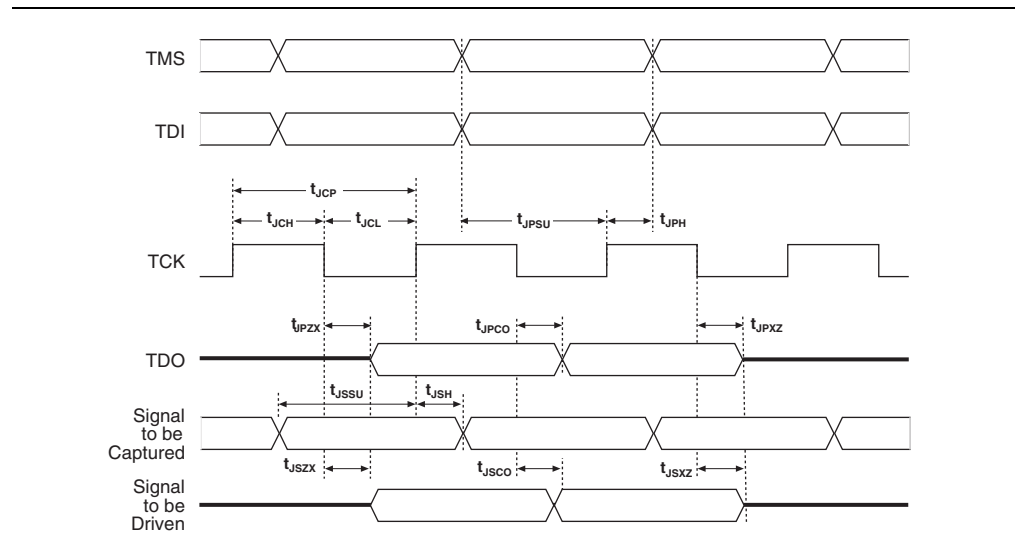 TMS
TDI
tJCP
tJCH tJCL tJPSU tJPH
TCK
tJPZX tJPCO tJPXZ
TDO
tJSSU tJSH
Signal
to be
Captured
tJSZX tJSCO tJSXZ
Signal
to be
Driven